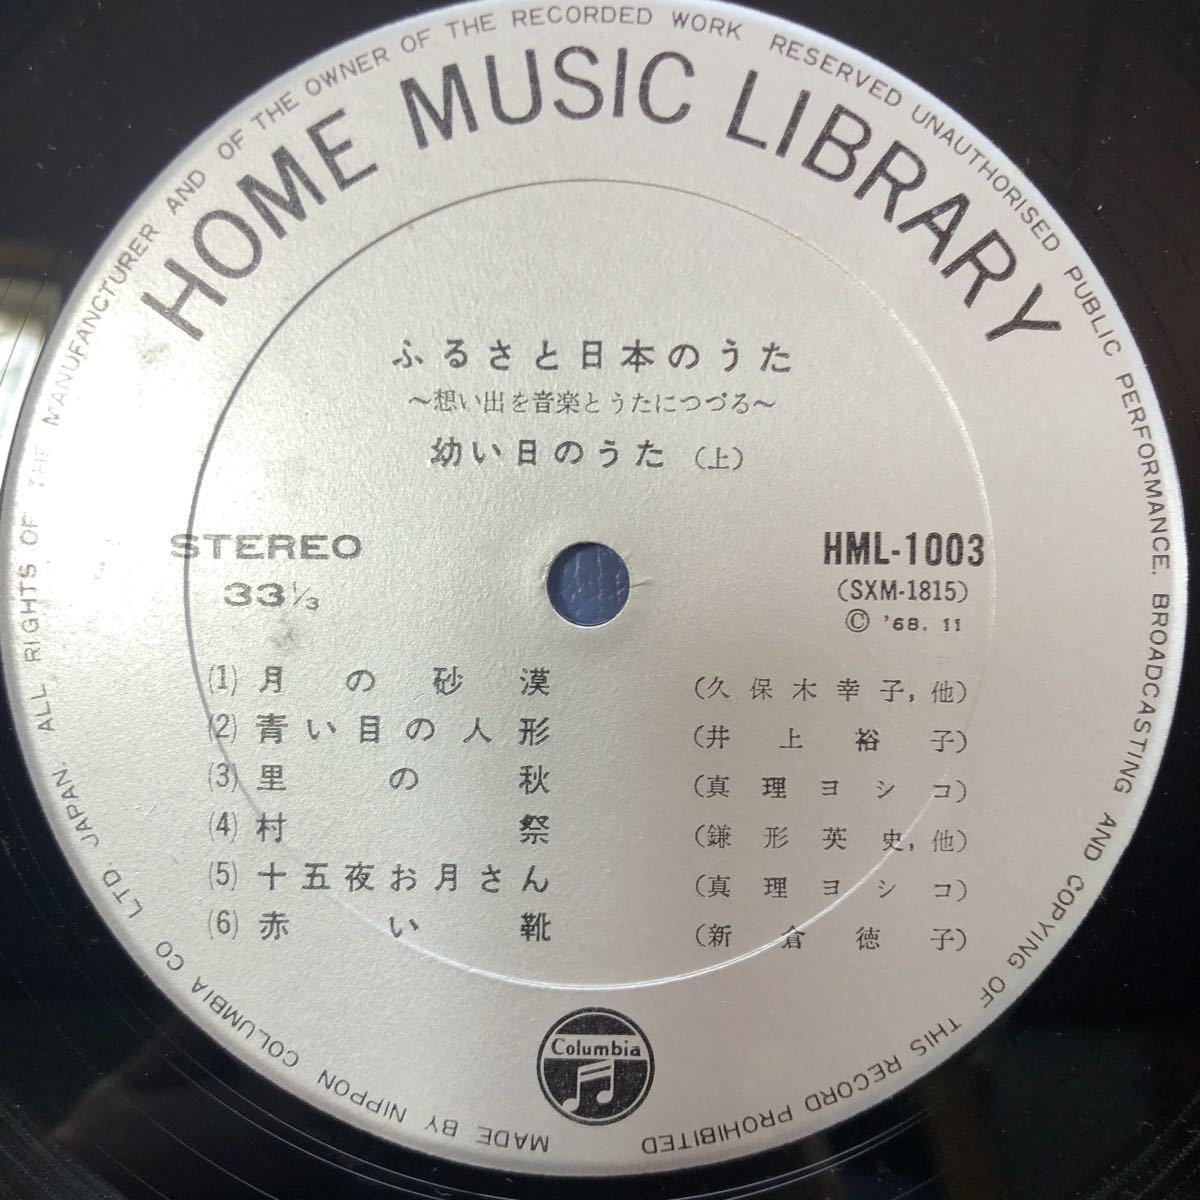 ALL RIGHTS OF THE MANUFANCTURER AND OF THE OWNER OF THE RECORDED WORK RESERVED UNAUTHORISED PUBLIC PERFORMANCE. BROADCASTING AND COPYING OF THIS RECORD PROHIBITED
HOME MUSIC LIBRARY
ふるさと日本のうた
〜想い出を音楽とうたにつづる〜
幼い日のうた（上）
STEREO
33⅓
HML-1003
(SXM-1815)
© '68. 11
(1) 月の砂漠 (久保木幸子,他)
(2) 青い目の人形 (井上裕子)
(3) 里の秋 (真理ヨシコ)
(4) 村祭 (鎌形英史,他)
(5) 十五夜お月さん (真理ヨシコ)
(6) 赤い靴 (新倉徳子)
Columbia
MADE BY NIPPON COLUMBIA CO LTD. JAPAN.